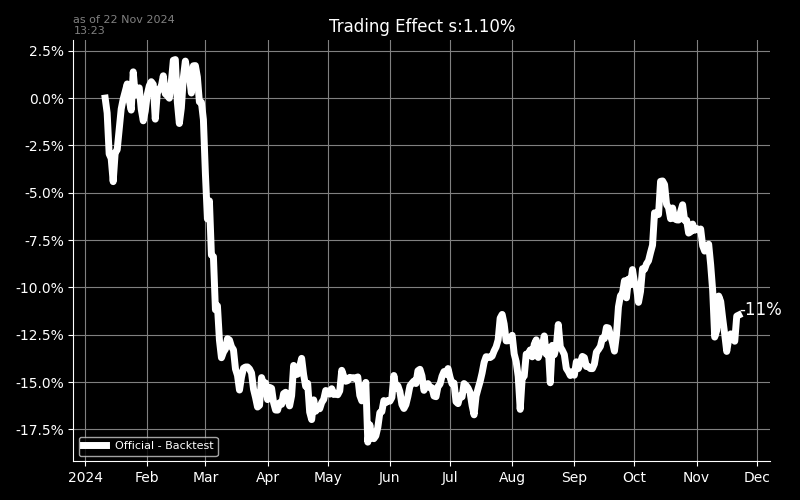 as of 22 Nov 2024
13:23
Trading Effect s:1.10%
2.5%
0.0%
-2.5%
-5.0%
-7.5%
-10.0%
-12.5%
-15.0%
-17.5%
-11%
Official - Backtest
2024 Feb Mar Apr May Jun Jul Aug Sep Oct Nov Dec